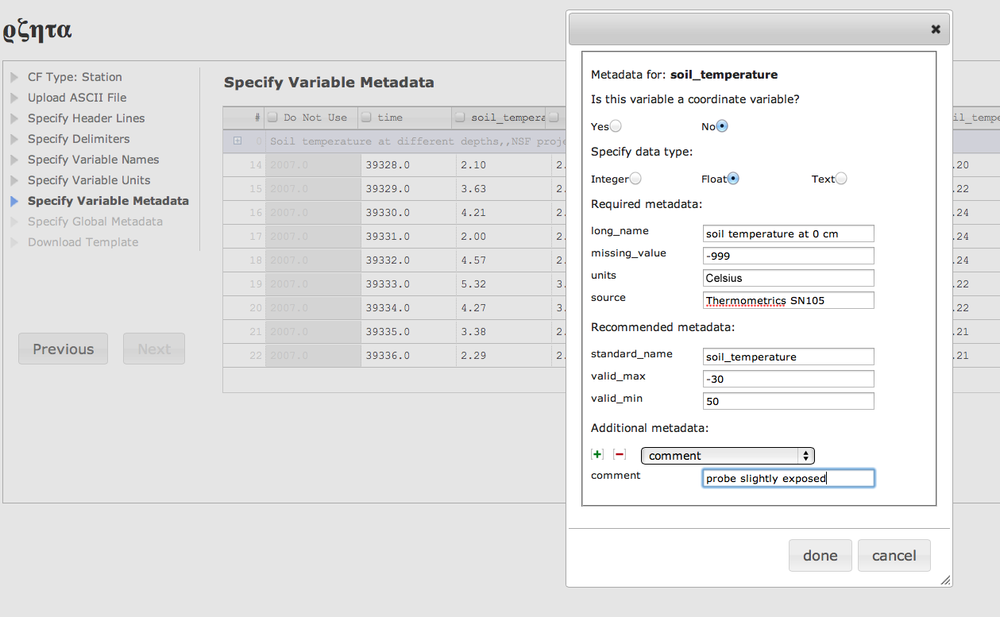 ρζητα
CF Type: Station
Upload ASCII File
Specify Header Lines
Specify Delimiters
Specify Variable Names
Specify Variable Units
Specify Variable Metadata
Specify Global Metadata
Download Template
Previous Next
Specify Variable Metadata
# Do Not Use time soil_tempera
0 Soil temperature at different depths,,NSF proje
14 2007.0 39328.0 2.10 2. .20
15 2007.0 39329.0 3.63 2. .22
16 2007.0 39330.0 4.21 2. .24
17 2007.0 39331.0 2.00 2. .24
18 2007.0 39332.0 4.57 2. .24
19 2007.0 39333.0 5.32 3. .22
20 2007.0 39334.0 4.27 3. .22
21 2007.0 39335.0 3.38 2. .21
22 2007.0 39336.0 2.29 2. .21
il_tempe
Metadata for: soil_temperature
Is this variable a coordinate variable?
Yes No
Specify data type:
Integer Float Text
Required metadata:
long_name soil temperature at 0 cm
missing_value -999
units Celsius
source Thermometrics SN105
Recommended metadata:
standard_name soil_temperature
valid_max -30
valid_min 50
Additional metadata:
comment
comment probe slightly exposed
done cancel